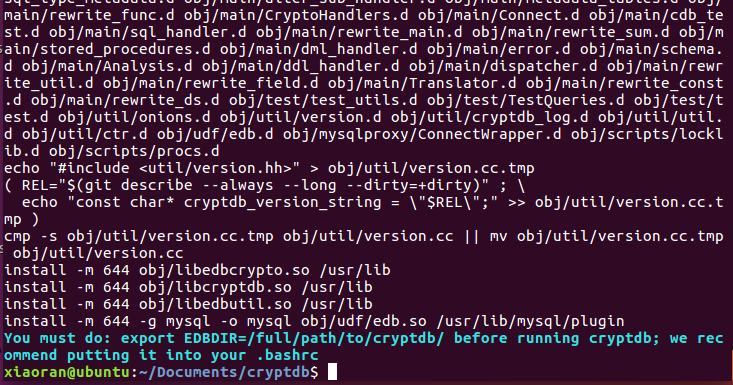 sql_type_metadata.d obj/main/alter_sub_handler.d obj/main/metadata_tables.d obj/
main/rewrite_func.d obj/main/CryptoHandlers.d obj/main/Connect.d obj/main/cdb_te
st.d obj/main/sql_handler.d obj/main/rewrite_main.d obj/main/rewrite_sum.d obj/m
ain/stored_procedures.d obj/main/dml_handler.d obj/main/error.d obj/main/schema.
d obj/main/Analysis.d obj/main/ddl_handler.d obj/main/dispatcher.d obj/main/rewr
ite_util.d obj/main/rewrite_field.d obj/main/Translator.d obj/main/rewrite_const
.d obj/main/rewrite_ds.d obj/test/test_utils.d obj/test/TestQueries.d obj/test/t
est.d obj/util/onions.d obj/util/version.d obj/util/cryptdb_log.d obj/util/util.
d obj/util/ctr.d obj/udf/edb.d obj/mysqlproxy/ConnectWrapper.d obj/scripts/lockl
ib.d obj/scripts/procs.d
echo "#include <util/version.hh>" > obj/util/version.cc.tmp
( REL="$(git describe --always --long --dirty=+dirty)" ; \
echo "const char* cryptdb_version_string = \"$REL\";" >> obj/util/version.cc.t
mp )
cmp -s obj/util/version.cc.tmp obj/util/version.cc || mv obj/util/version.cc.tmp
obj/util/version.cc
install -m 644 obj/libedbcrypto.so /usr/lib
install -m 644 obj/libcryptdb.so /usr/lib
install -m 644 obj/libedbutil.so /usr/lib
install -m 644 -g mysql -o mysql obj/udf/edb.so /usr/lib/mysql/plugin
You must do: export EDBDIR=/full/path/to/cryptdb/ before running cryptdb; we rec
ommend putting it into your .bashrc
xiaoran@ubuntu:~/Documents/cryptdb$